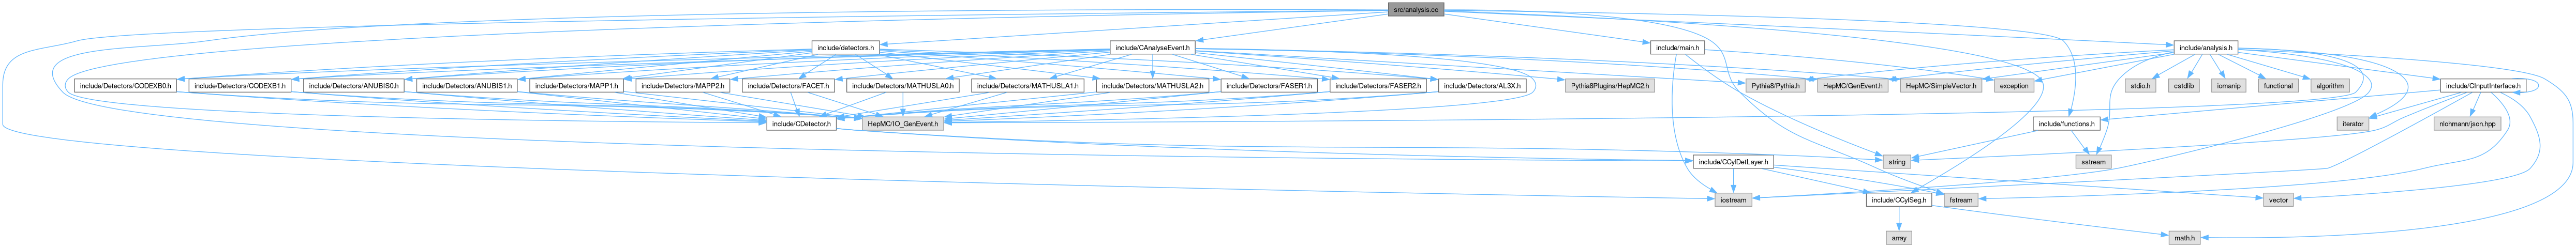 src/analysis.cc
include/detectors.h
include/CAnalyseEvent.h
include/main.h
include/analysis.h
include/Detectors/CODEXB0.h
include/Detectors/CODEXB1.h
include/Detectors/ANUBIS0.h
include/Detectors/ANUBIS1.h
include/Detectors/MAPP1.h
include/Detectors/MAPP2.h
include/Detectors/FACET.h
include/Detectors/MATHUSLA0.h
include/Detectors/MATHUSLA1.h
include/Detectors/MATHUSLA2.h
include/Detectors/FASER1.h
include/Detectors/FASER2.h
include/Detectors/AL3X.h
Pythia8Plugins/HepMC2.h
Pythia8/Pythia.h
HepMC/GenEvent.h
HepMC/SimpleVector.h
exception
stdio.h
cstdlib
iomanip
functional
algorithm
include/CInputInterface.h
include/CDetector.h
HepMC/IO_GenEvent.h
include/functions.h
iterator
nlohmann/json.hpp
include/CCylDetLayer.h
string
sstream
iostream
fstream
include/CCylSeg.h
vector
array
math.h